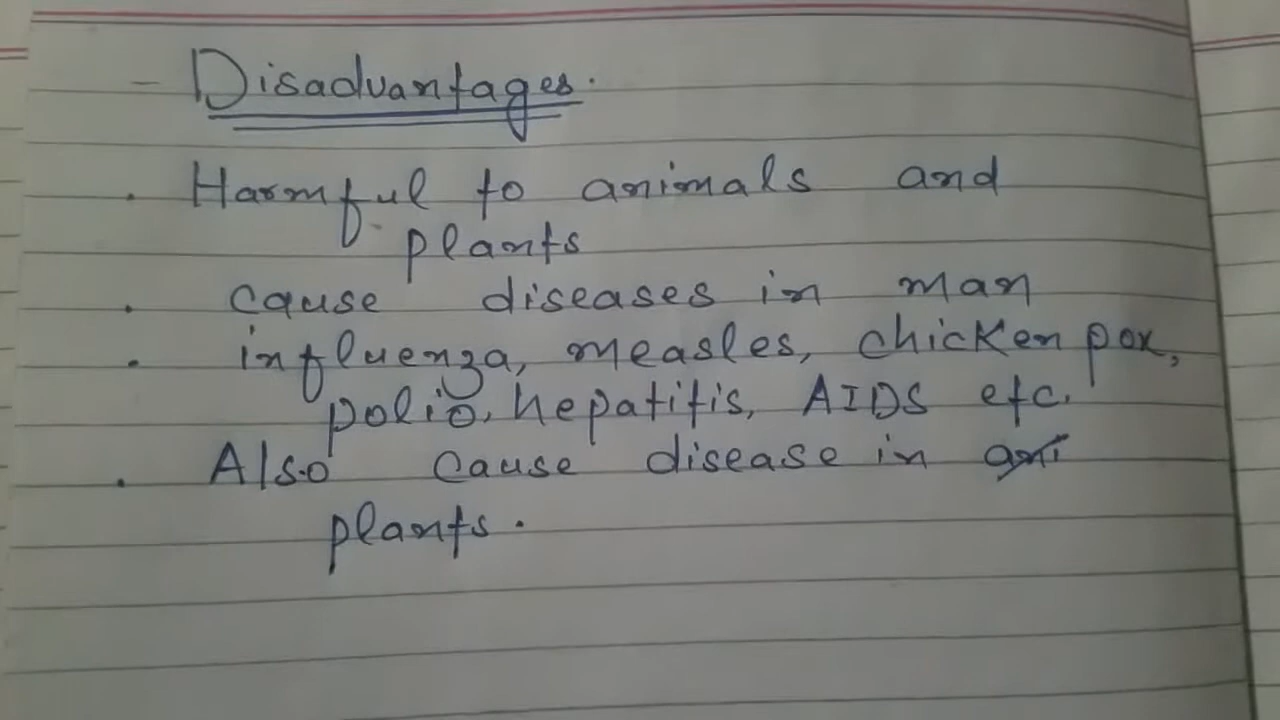 - Disadvantages.
. Harmful to animals and
plants
. cause diseases in man
. influenza, measles, chicken pox,
polio, hepatitis, AIDS etc.
. Also cause disease in ani
plants.